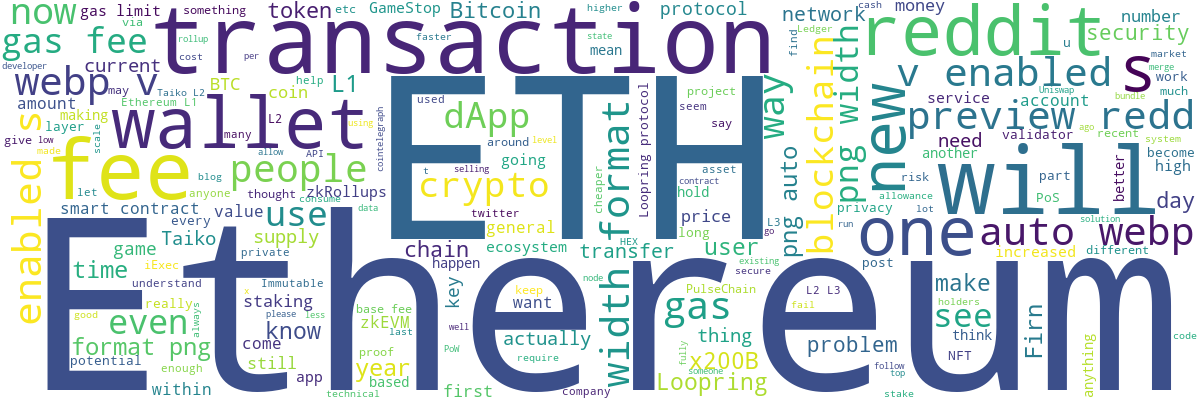 now
gas limit
something
via
etc
GameStop
Bitcoin
higher
protocol
network
cash
money
number
token
gas fee
rollup
cost
per
faster
state
mean
Ledger
find
u
security
transaction
reddit
s
developer
current
webp v
may
Taiko L2
BTC
help
L1
coin
amount
Ethereum L1
making
many
L2
layer
scale
give
low
made
wallet
using
cointelegraph
used
project
seem
say
dApp
around
level
going
crypto
t
selling
ETH
way
format
Loopring protocol
cheaper
asset
hold
contract
price
long
twitter
general
ecosystem
blockchain
png width
png auto
v enabled
market
merge
work
much
Uniswap
bundle
service
account
new
preview redd
validator
ago
recent
system
need
another
become
high
will
risk
part
better
allowance
lot
PoS
day
privacy
solution
run
one
auto webp
post
increased
different
enabled
s
fee
blog
allow
API
people
let
anyone
thought
zkRollups
consume
data
smart contract
value
use
every
twitter
Taiko
supply
private
game
time
iExec
understand
really
Immutable
please
less
x
good
even
always
know
staking
format png
come
potential
enough
still
within
app
technical
year
proof
based
base fee
zkEVM
last
key
happen
chain
Ethereum
keep
want
well
actually
PoW
require
first
company
node
HEX
transfer
user
L3
go
existing
secure
PulseChain
gas
width
thing
fully
x200B
someone
Loopring
L2 L3
fail
problem
follow
top
stake
make
see
holders
think
NFT
Firn
anything
code